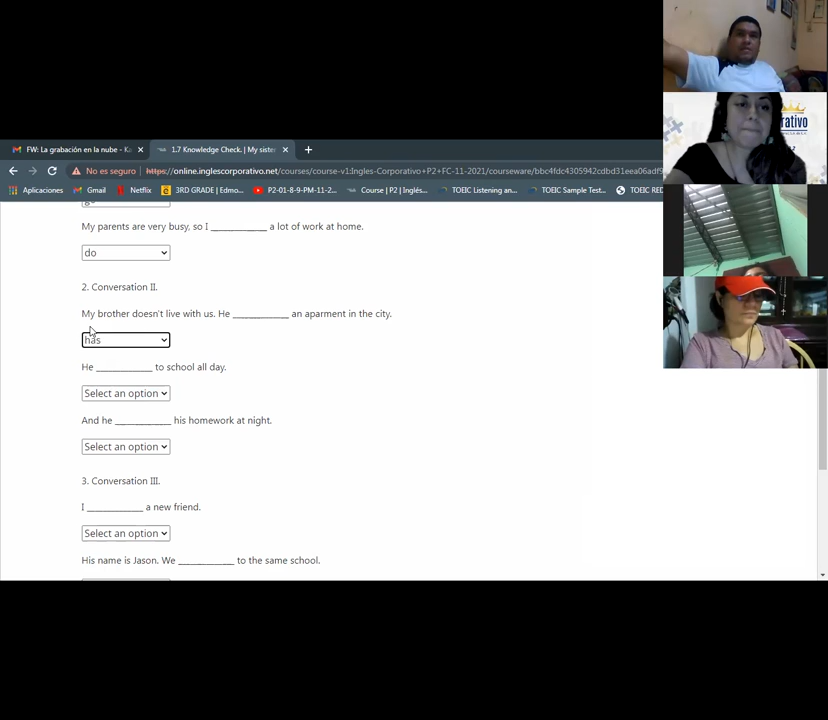 FW: La grabación en la nube - Ka
1.7 Knowledge Check. | My siste
No es seguro
https://online.inglescorporativo.net/courses/course-v1:Ingles-Corporativo+P2+FC-11-2021/courseware/bbc4fdc4305942cdbd31eea06adf9
Aplicaciones
Gmail
Netflix
3RD GRADE | Edmo...
P2-01-8-9-PM-11-2...
Course | P2 | Inglés...
TOEIC Listening an...
TOEIC Sample Test...
TOEIC RED
rativo
My parents are very busy, so I ____________ a lot of work at home.
do
2. Conversation II.
My brother doesn't live with us. He ____________ an aparment in the city.
has
He ____________ to school all day.
Select an option
And he ____________ his homework at night.
Select an option
3. Conversation III.
I ____________ a new friend.
Select an option
His name is Jason. We ____________ to the same school.